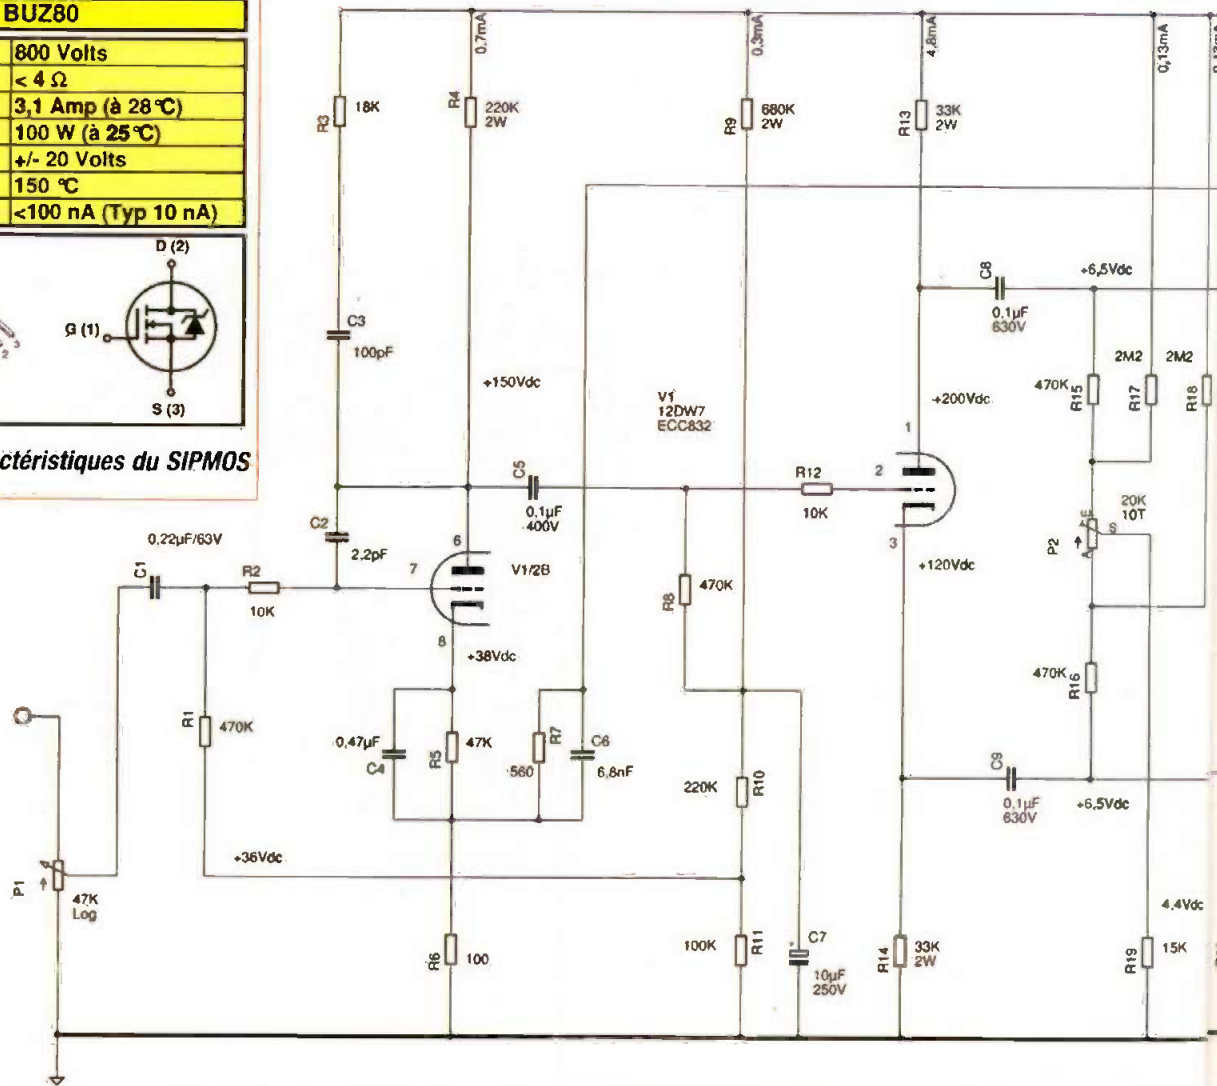 BUZ80
800 Volts
< 4 Ω
3,1 Amp (à 28°C)
100 W (à 25°C)
+/- 20 Volts
150 °C
<100 nA (Typ 10 nA)
D (2)
G (1)
S (3)
3
2
ctéristiques du SIPMOS
0,7mA
0,3mA
4,8mA
0,13mA
0,13mA
R3
18K
R4
220K
2W
R9
680K
2W
R13
33K
2W
C3
100pF
+150Vdc
C8
0,1µF
630V
+6,5Vdc
V1
12DW7
ECC832
+200Vdc
470K
R15
2M2
R17
2M2
R18
C5
0,1µF
400V
R12
10K
1
2
3
+120Vdc
20K
10T
P2
E
S
A
C2
2,2pF
0,22µF/63V
C1
R2
10K
6
7
8
V1/2B
+38Vdc
R8
470K
470K
R16
R1
470K
0,47µF
C4
R5
47K
R7
560
C6
6,8nF
220K
R10
C9
0,1µF
630V
+6,5Vdc
+36Vdc
P1
47K
Log
R6
100
100K
R11
C7
+
10µF
250V
R14
33K
2W
4,4Vdc
R19
15K